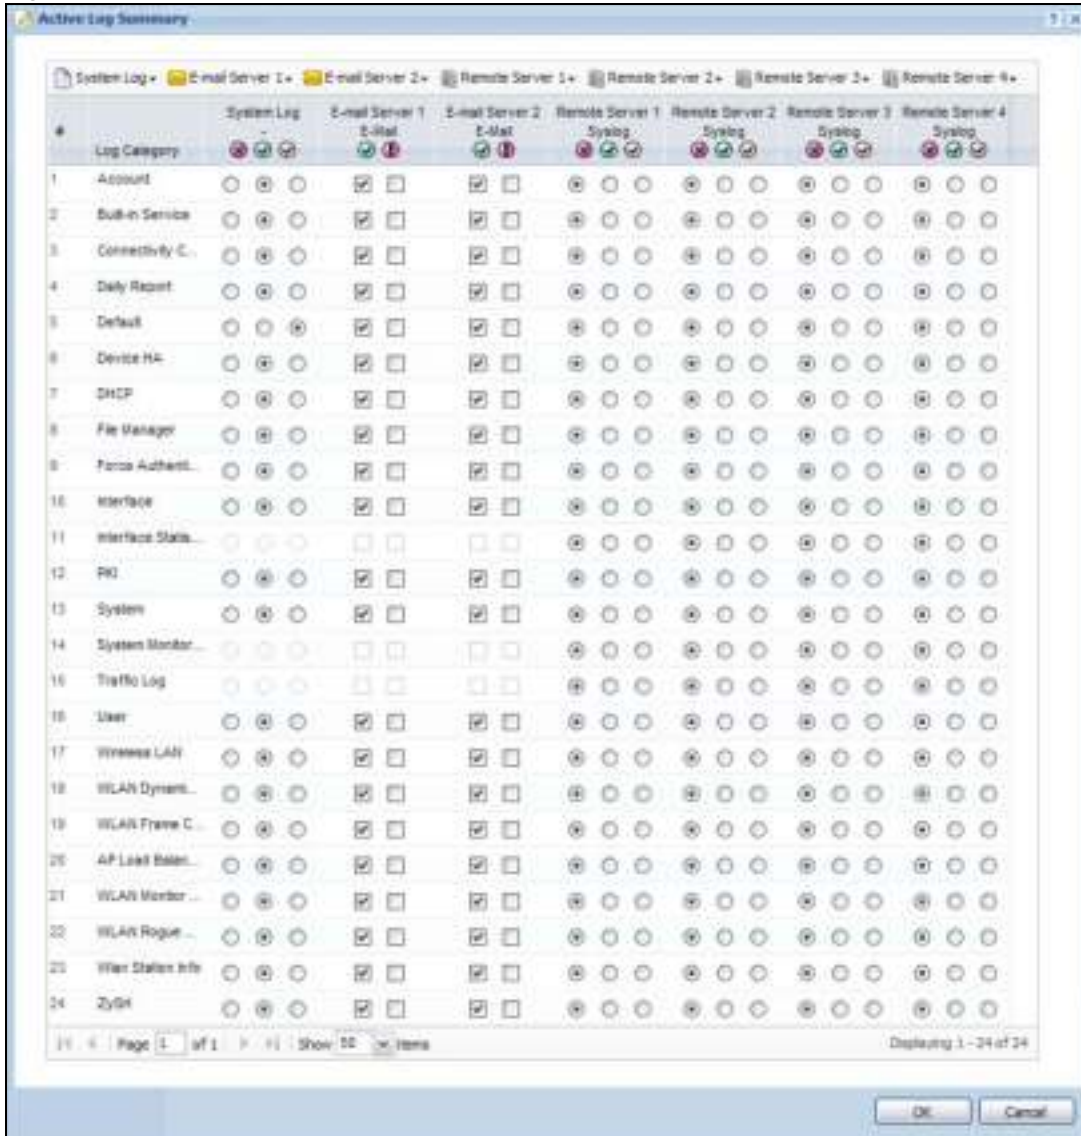 Active Log Summary
System Log E-mail Server 1 E-mail Server 2 Remote Server 1 Remote Server 2 Remote Server 3 Remote Server 4
System Log E-mail Server 1 E-mail Server 2 Remote Server 1 Remote Server 2 Remote Server 3 Remote Server 4
# - E-Mail E-Mail Syslog Syslog Syslog Syslog
Log Category
1 Account
2 Built-in Service
3 Connectivity C...
4 Daily Report
5 Default
6 Device HA
7 DHCP
8 File Manager
9 Force Authenti...
10 Interface
11 Interface Statis...
12 PKI
13 System
14 System Monitor...
15 Traffic Log
16 User
17 Wireless LAN
18 WLAN Dynami...
19 WLAN Frame C...
20 AP Load Balan...
21 WLAN Monitor ...
22 WLAN Rogue ...
23 Wlan Station Info
24 ZySH
Page 1 of 1 Show 50 items Displaying 1 - 24 of 24
OK Cancel